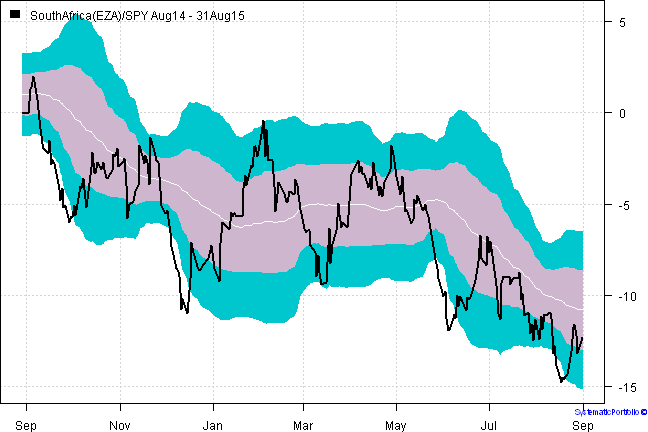 SouthAfrica(EZA)/SPY Aug14 - 31Aug15
5
0
-5
-10
-15
SystematicPortfolio ©
Sep Nov Jan Mar May Jul Sep